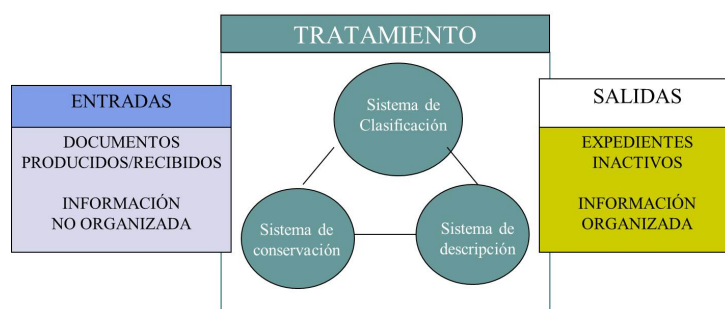 TRATAMIENTO
ENTRADAS
DOCUMENTOS
PRODUCIDOS/RECIBIDOS
INFORMACIÓN
NO ORGANIZADA
Sistema de
Clasificación
Sistema de
conservación
Sistema de
descripción
SALIDAS
EXPEDIENTES
INACTIVOS
INFORMACIÓN
ORGANIZADA